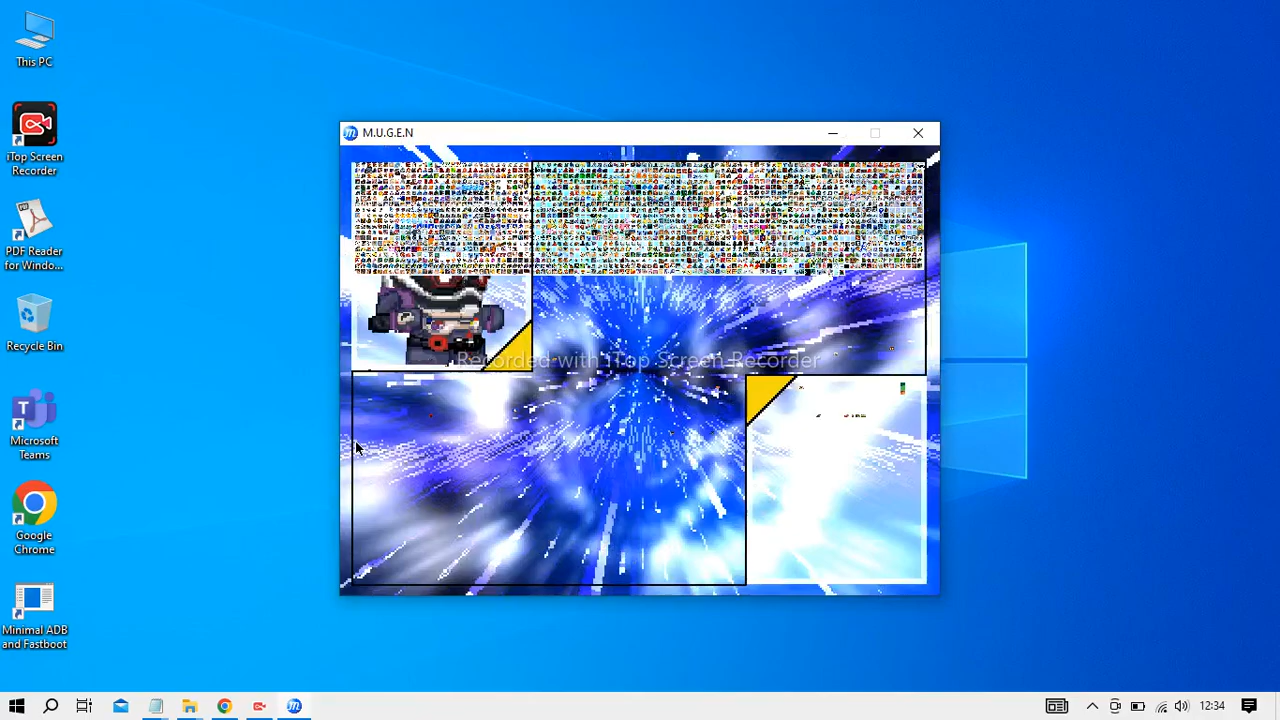 This PC
iTop Screen
Recorder
PDF Reader
for Windo...
Recycle Bin
Microsoft
Teams
Google
Chrome
Minimal ADB
and Fastboot
M.U.G.E.N
Recorded with iTop Screen Recorder
12:34